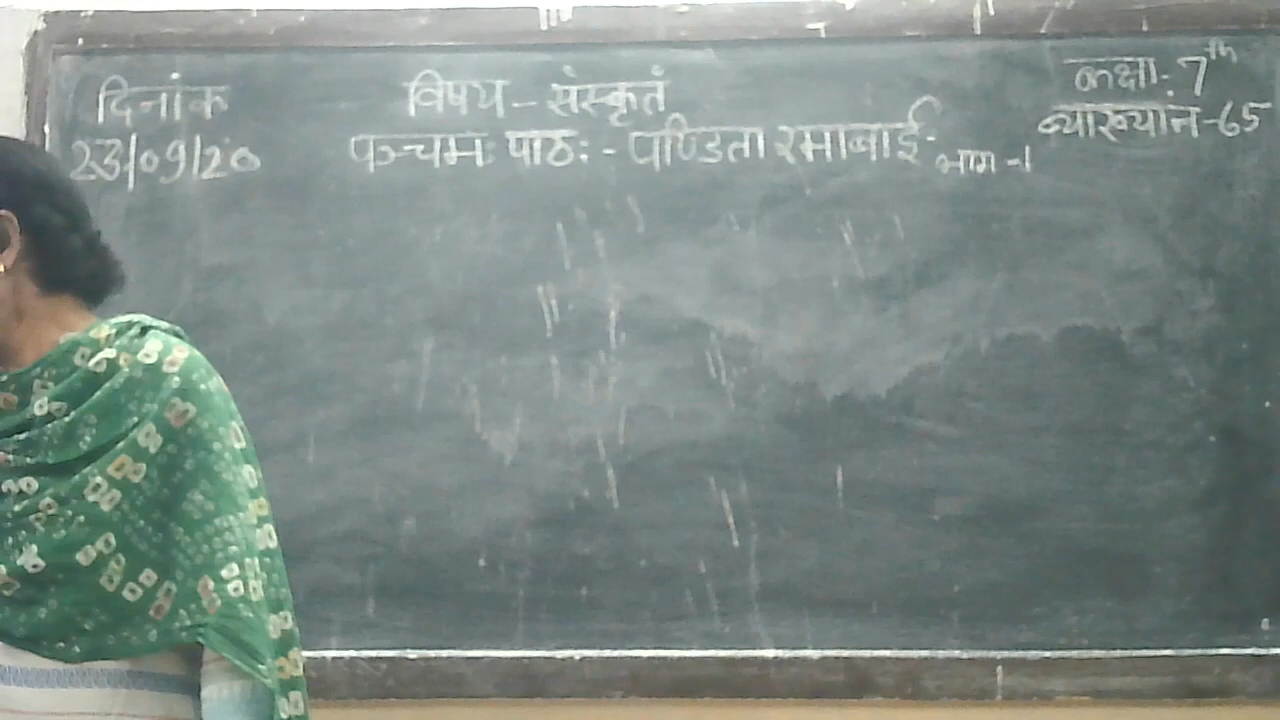 दिनांक
23/09/20
विषय - संस्कृतं
पञ्चमः पाठः - पण्डिता रमाबाई - भाग -1
कक्षा - 7th
व्याख्यान - 65